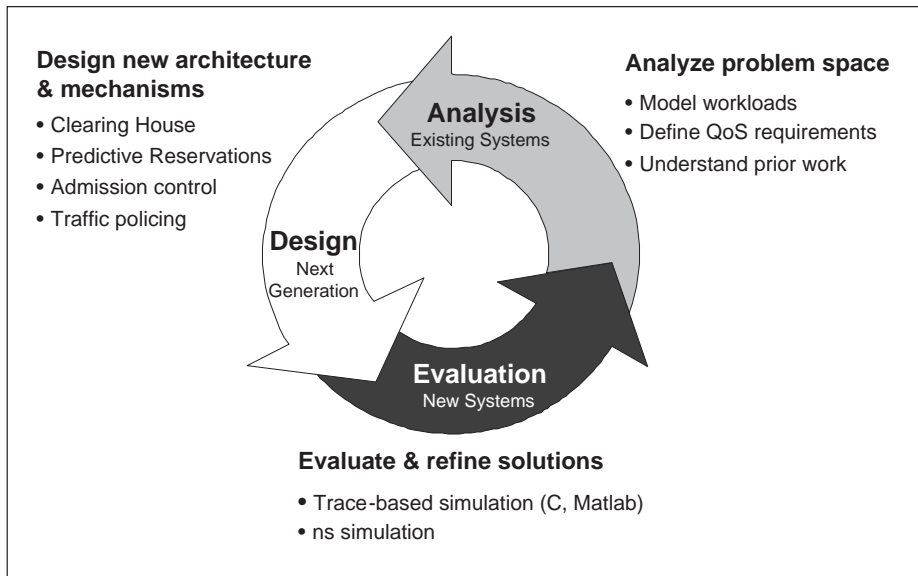 Design new architecture
& mechanisms
• Clearing House
• Predictive Reservations
• Admission control
• Traffic policing
Analysis
Existing Systems
Analyze problem space
• Model workloads
• Define QoS requirements
• Understand prior work
Design
Next
Generation
Evaluation
New Systems
Evaluate & refine solutions
• Trace-based simulation (C, Matlab)
• ns simulation